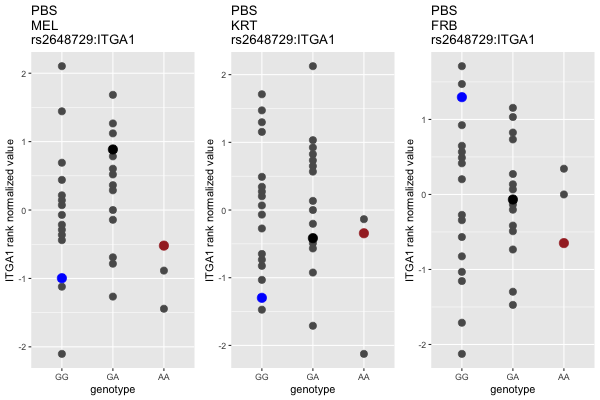 PBS
MEL
rs2648729:ITGA1
ITGA1 rank normalized value
2
1
0
-1
-2
GG
GA
AA
genotype
PBS
KRT
rs2648729:ITGA1
ITGA1 rank normalized value
2
1
0
-1
-2
GG
GA
AA
genotype
PBS
FRB
rs2648729:ITGA1
ITGA1 rank normalized value
1
0
-1
-2
GG
GA
AA
genotype